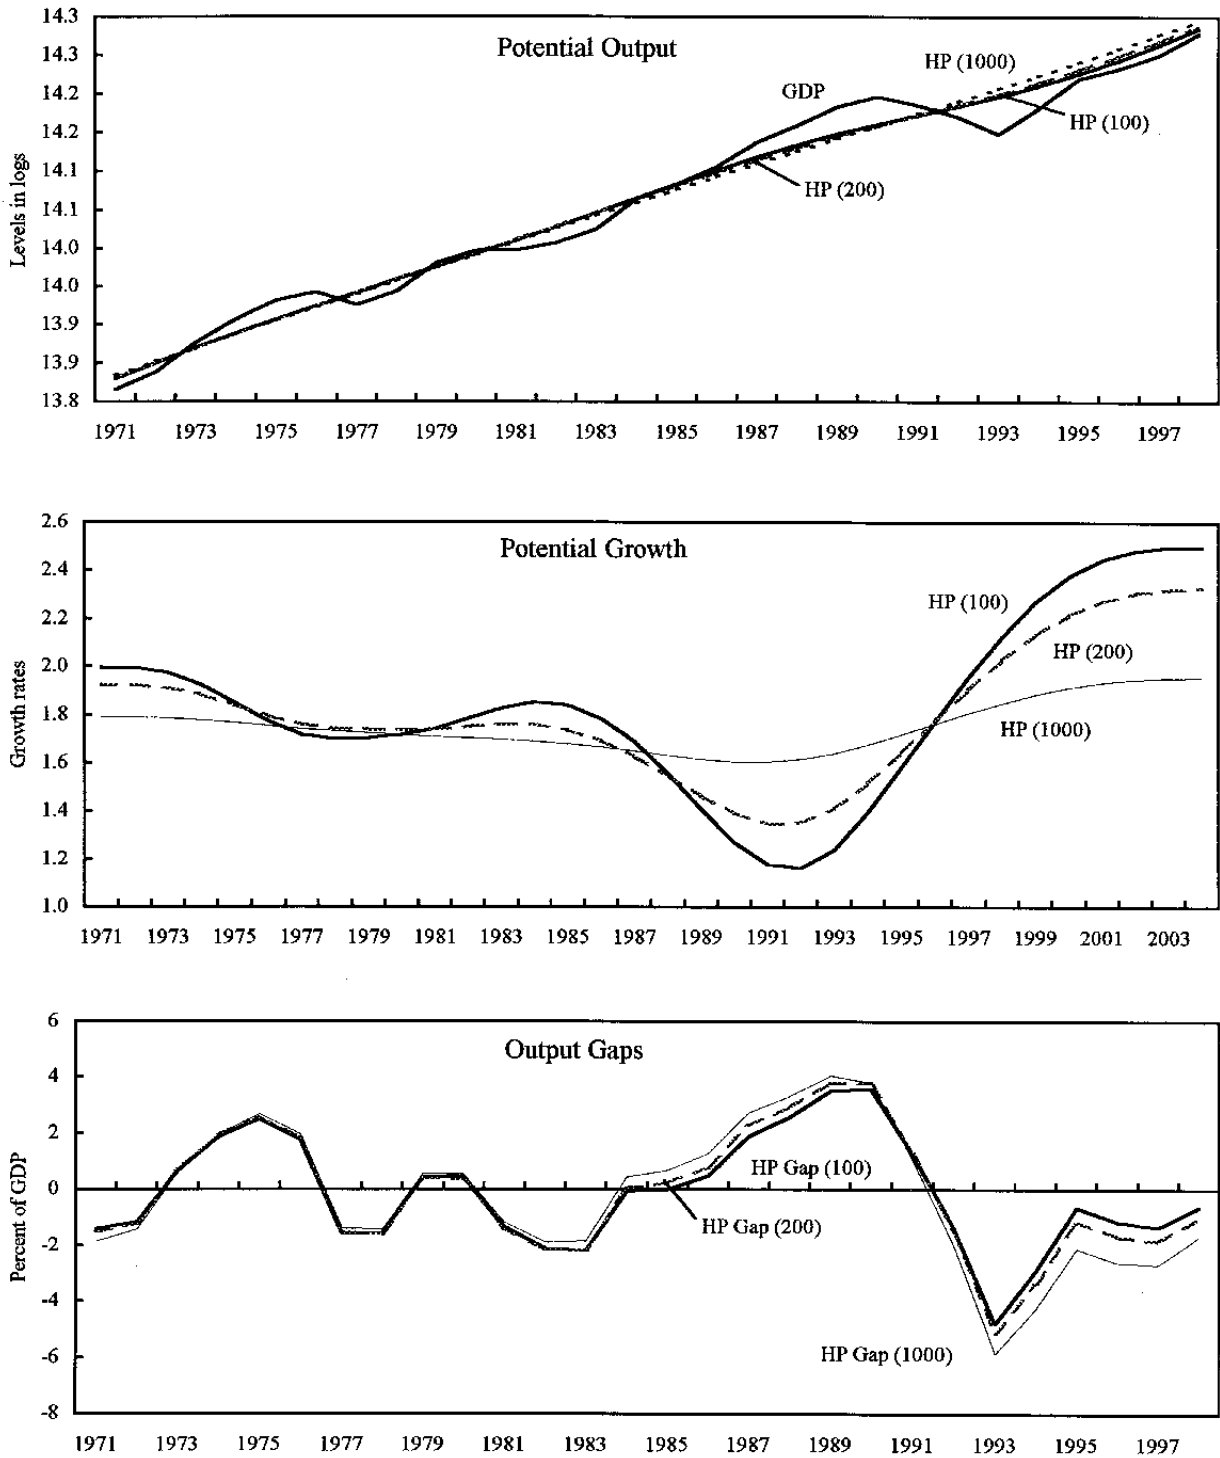 Potential Output
Levels in logs
14.3
14.3
14.2
14.2
14.1
14.1
14.0
14.0
13.9
13.9
13.8
GDP
HP (1000)
HP (100)
HP (200)
1971 1973 1975 1977 1979 1981 1983 1985 1987 1989 1991 1993 1995 1997
Potential Growth
Growth rates
2.6
2.4
2.2
2.0
1.8
1.6
1.4
1.2
1.0
HP (100)
HP (200)
HP (1000)
1971 1973 1975 1977 1979 1981 1983 1985 1987 1989 1991 1993 1995 1997 1999 2001 2003
Output Gaps
Percent of GDP
6
4
2
0
-2
-4
-6
-8
HP Gap (100)
HP Gap (200)
HP Gap (1000)
1971 1973 1975 1977 1979 1981 1983 1985 1987 1989 1991 1993 1995 1997